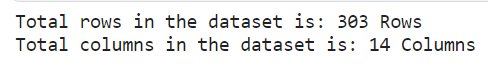 Total rows in the dataset is: 303 Rows
Total columns in the dataset is: 14 Columns